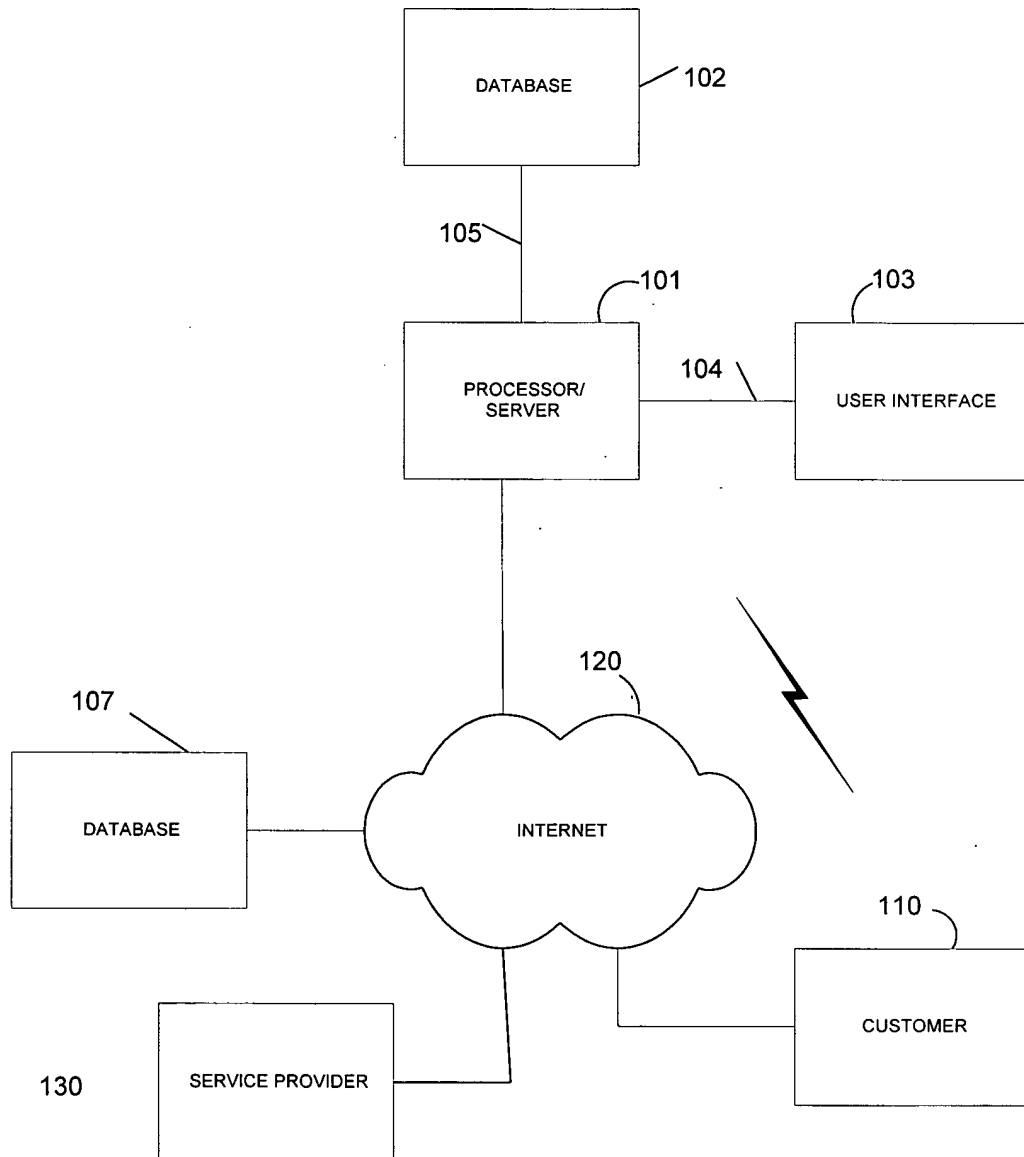 DATABASE
102
105
101
103
PROCESSOR/
SERVER
104
USER INTERFACE
120
107
DATABASE
INTERNET
110
CUSTOMER
130
SERVICE PROVIDER